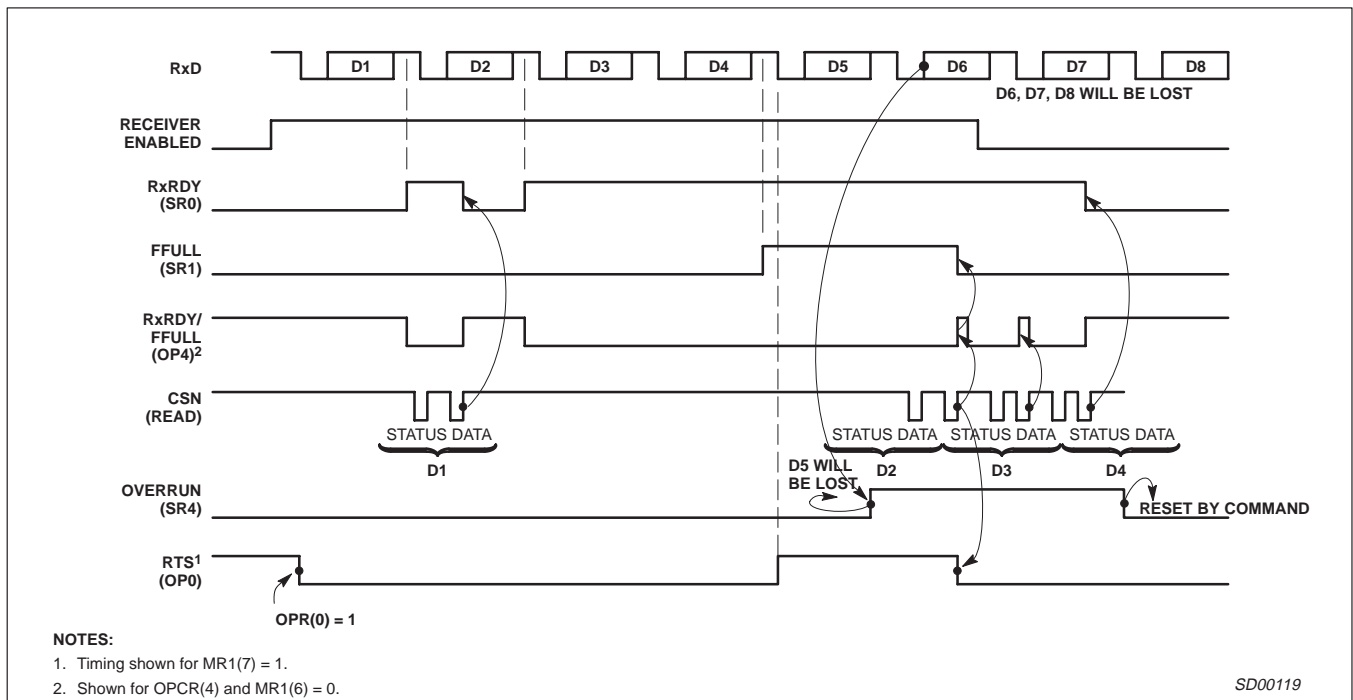 RxD
D1 D2 D3 D4 D5 D6 D7 D8
D6, D7, D8 WILL BE LOST
RECEIVER
ENABLED
RxRDY
(SR0)
FFULL
(SR1)
RxRDY/
FFULL
(OP4)2
CSN
(READ)
STATUS DATA STATUS DATA STATUS DATA STATUS DATA
D1 D2 D3 D4
D5 WILL
BE LOST
OVERRUN
(SR4)
RESET BY COMMAND
RTS1
(OP0)
OPR(0) = 1
NOTES:
1. Timing shown for MR1(7) = 1.
2. Shown for OPCR(4) and MR1(6) = 0.
SD00119